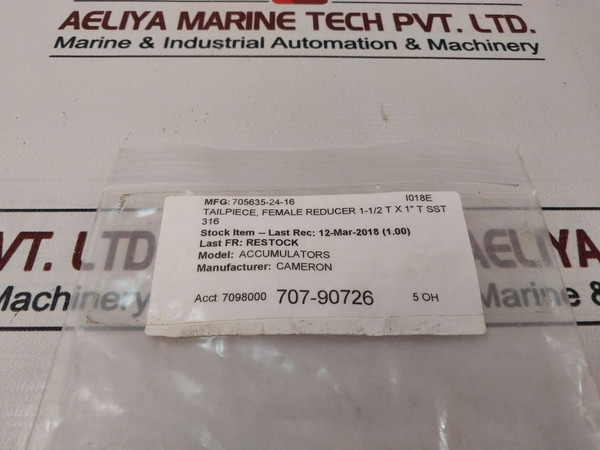 AELIYA MARINE TECH PVT. LTD.
Marine & Industrial Automation & Machinery
MFG: 705635-24-16 I018E
TAILPIECE, FEMALE REDUCER 1-1/2 T X 1" T SST
316
Stock Item -- Last Rec: 12-Mar-2018 (1.00)
Last FR: RESTOCK
Model: ACCUMULATORS
Manufacturer: CAMERON
Acct: 7098000 707-90726 5 OH
VT. LTD.
Machinery
AELIYA
Marine &